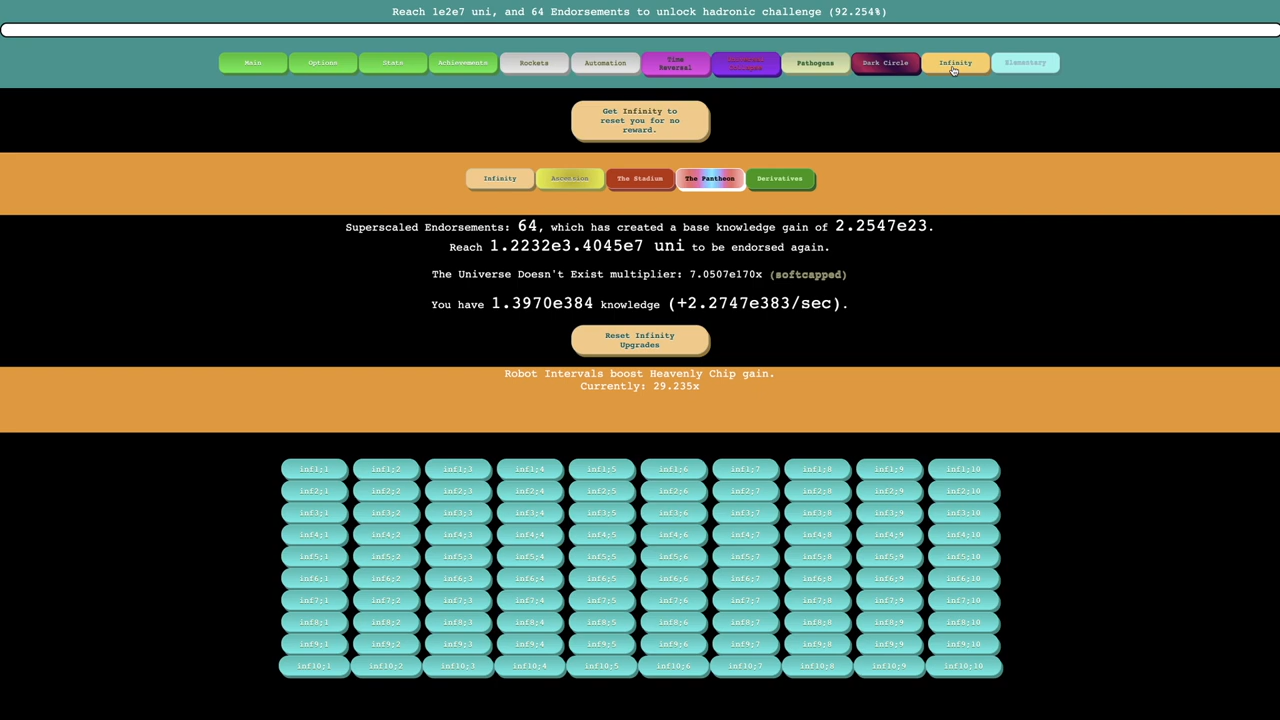 Reach 1e2e7 uni, and 64 Endorsements to unlock hadronic challenge (92.254%)
Main Options Stats Achievements Rockets Automation Time Reversal Pathogens Dark Circle Infinity Elementary
Get Infinity to
reset you for no
reward.
Infinity Ascension The Stadium The Pantheon Derivatives
Superscaled Endorsements: 64, which has created a base knowledge gain of 2.2547e23.
Reach 1.2232e3.4045e7 uni to be endorsed again.
The Universe Doesn't Exist multiplier: 7.0507e170x (softcapped)
You have 1.3970e384 knowledge (+2.2747e383/sec).
Reset Infinity
Upgrades
Robot Intervals boost Heavenly Chip gain.
Currently: 29.235x
inf1;1 inf1;2 inf1;3 inf1;4 inf1;5 inf1;6 inf1;7 inf1;8 inf1;9 inf1;10
inf2;1 inf2;2 inf2;3 inf2;4 inf2;5 inf2;6 inf2;7 inf2;8 inf2;9 inf2;10
inf3;1 inf3;2 inf3;3 inf3;4 inf3;5 inf3;6 inf3;7 inf3;8 inf3;9 inf3;10
inf4;1 inf4;2 inf4;3 inf4;4 inf4;5 inf4;6 inf4;7 inf4;8 inf4;9 inf4;10
inf5;1 inf5;2 inf5;3 inf5;4 inf5;5 inf5;6 inf5;7 inf5;8 inf5;9 inf5;10
inf6;1 inf6;2 inf6;3 inf6;4 inf6;5 inf6;6 inf6;7 inf6;8 inf6;9 inf6;10
inf7;1 inf7;2 inf7;3 inf7;4 inf7;5 inf7;6 inf7;7 inf7;8 inf7;9 inf7;10
inf8;1 inf8;2 inf8;3 inf8;4 inf8;5 inf8;6 inf8;7 inf8;8 inf8;9 inf8;10
inf9;1 inf9;2 inf9;3 inf9;4 inf9;5 inf9;6 inf9;7 inf9;8 inf9;9 inf9;10
inf10;1 inf10;2 inf10;3 inf10;4 inf10;5 inf10;6 inf10;7 inf10;8 inf10;9 inf10;10